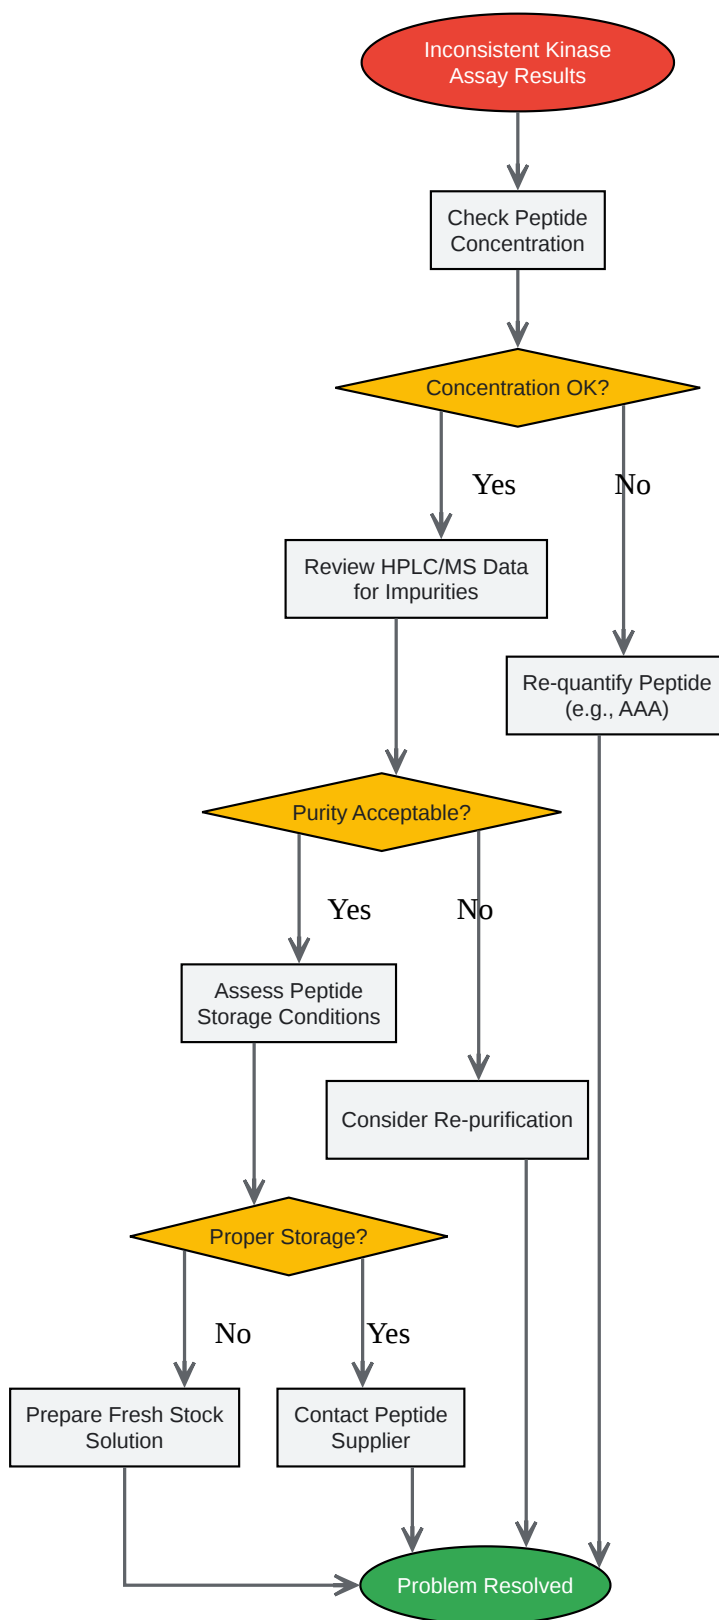 Inconsistent Kinase
Assay Results
Check Peptide
Concentration
Concentration OK?
Yes
No
Review HPLC/MS Data
for Impurities
Re-quantify Peptide
(e.g., AAA)
Purity Acceptable?
Yes
No
Assess Peptide
Storage Conditions
Consider Re-purification
Proper Storage?
No
Yes
Prepare Fresh Stock
Solution
Contact Peptide
Supplier
Problem Resolved